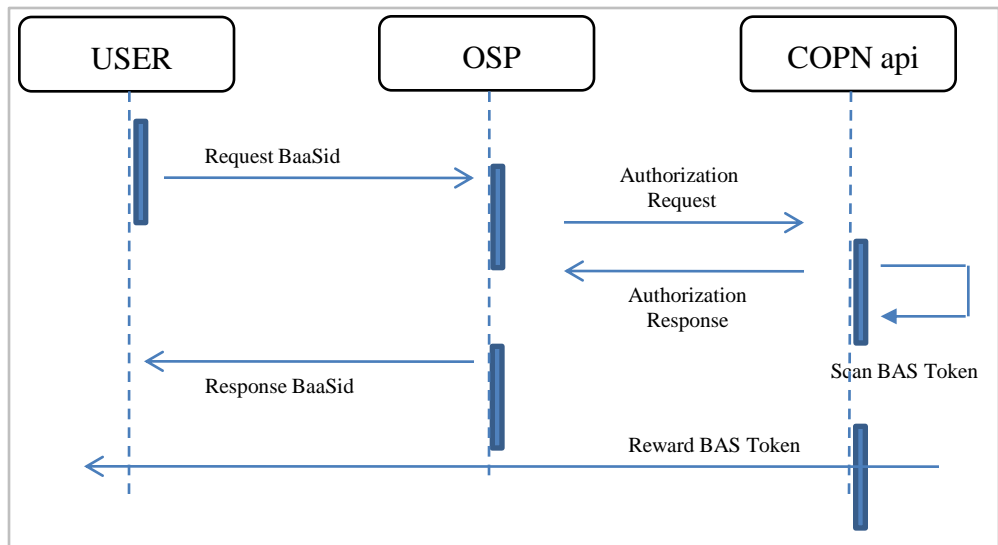 USER
OSP
COPN api
Request BaaSid
Authorization
Request
Authorization
Response
Scan BAS Token
Response BaaSid
Reward BAS Token